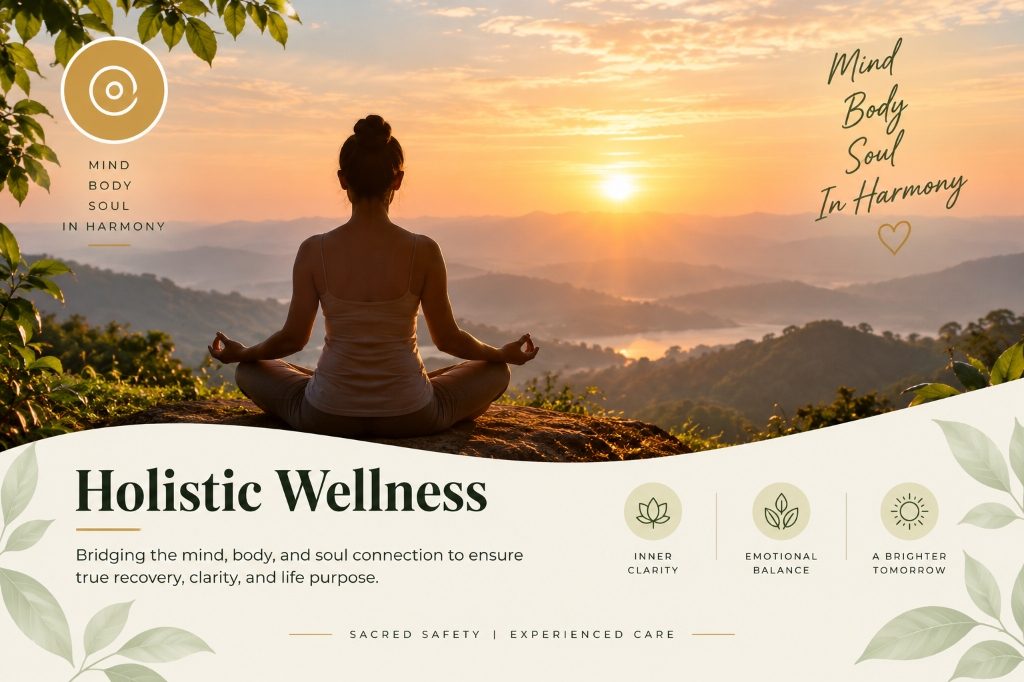 MIND
BODY
SOUL
IN HARMONY
Mind
Body
Soul
In Harmony
Holistic Wellness
Bridging the mind, body, and soul connection to ensure
true recovery, clarity, and life purpose.
INNER
CLARITY
EMOTIONAL
BALANCE
A BRIGHTER
TOMORROW
SACRED SAFETY | EXPERIENCED CARE